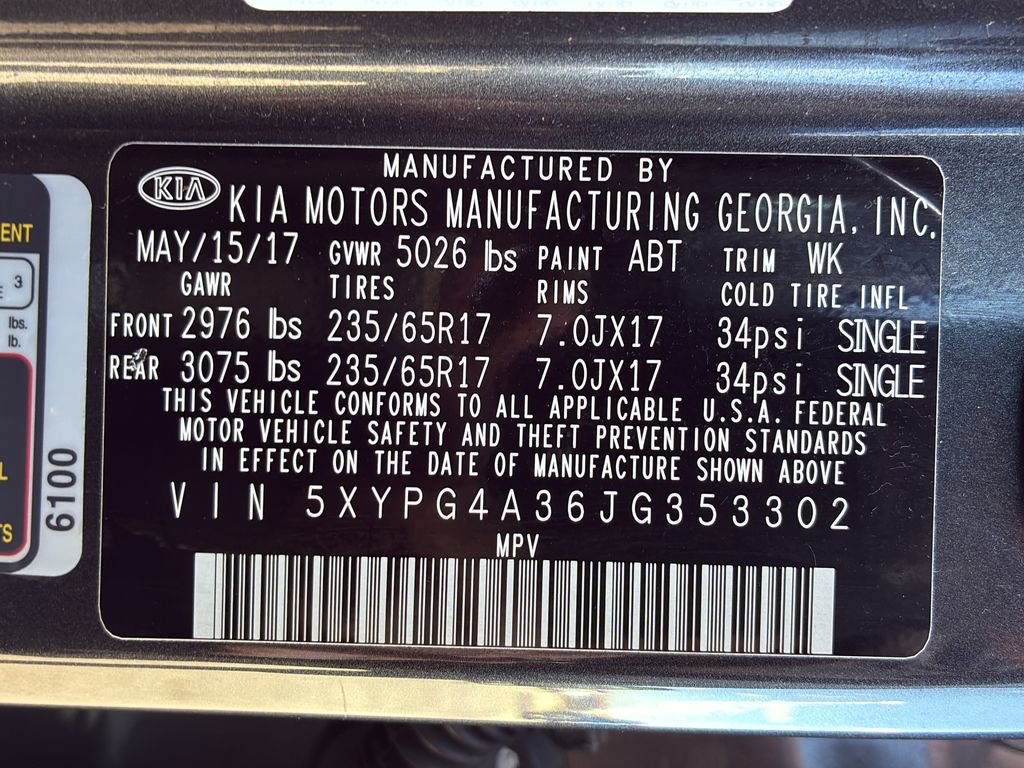 MANUFACTURED BY
KIA KIA MOTORS MANUFACTURING GEORGIA, INC.
MAY/15/17 GVWR 5026 lbs PAINT ABT TRIM WK
GAWR TIRES RIMS COLD TIRE INFL
FRONT 2976 lbs 235/65R17 7.0JX17 34psi SINGLE
REAR 3075 lbs 235/65R17 7.0JX17 34psi SINGLE
THIS VEHICLE CONFORMS TO ALL APPLICABLE U.S.A. FEDERAL
MOTOR VEHICLE SAFETY AND THEFT PREVENTION STANDARDS
IN EFFECT ON THE DATE OF MANUFACTURE SHOWN ABOVE
VIN 5XYPG4A36JG353302
MPV
3
lbs.
lb.
6100